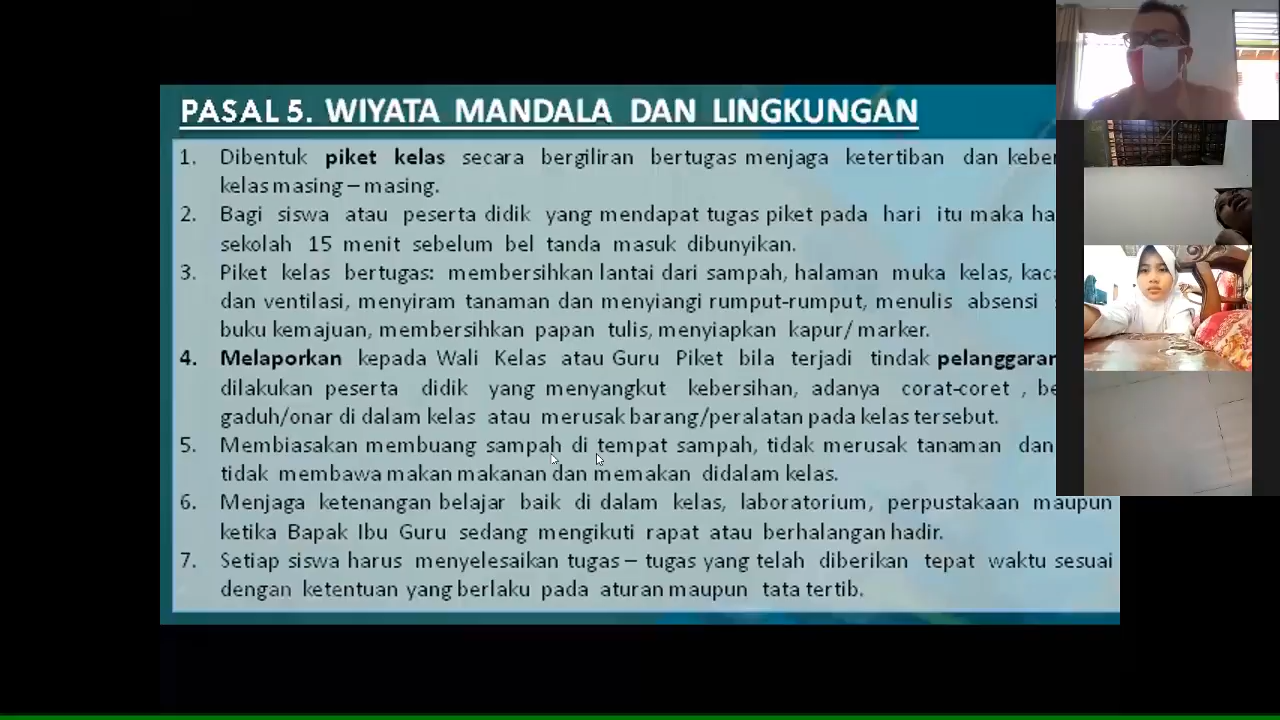 PASAL 5. WIYATA MANDALA DAN LINGKUNGAN
1. Dibentuk piket kelas secara bergiliran bertugas menjaga ketertiban dan
kelas masing – masing.
2. Bagi siswa atau peserta didik yang mendapat tugas piket pada hari itu maka
sekolah 15 menit sebelum bel tanda masuk dibunyikan.
3. Piket kelas bertugas: membersihkan lantai dari sampah, halaman muka kelas,
dan ventilasi, menyiram tanaman dan menyiangi rumput-rumput, menulis absensi
buku kemajuan, membersihkan papan tulis, menyiapkan kapur/ marker.
4. Melaporkan kepada Wali Kelas atau Guru Piket bila terjadi tindak pelanggaran
dilakukan peserta didik yang menyangkut kebersihan, adanya corat-coret ,
gaduh/onar di dalam kelas atau merusak barang/peralatan pada kelas tersebut.
5. Membiasakan membuang sampah di tempat sampah, tidak merusak tanaman dan
tidak membawa makan makanan dan memakan didalam kelas.
6. Menjaga ketenangan belajar baik di dalam kelas, laboratorium, perpustakaan maupun
ketika Bapak Ibu Guru sedang mengikuti rapat atau berhalangan hadir.
7. Setiap siswa harus menyelesaikan tugas – tugas yang telah diberikan tepat waktu sesuai
dengan ketentuan yang berlaku pada aturan maupun tata tertib.